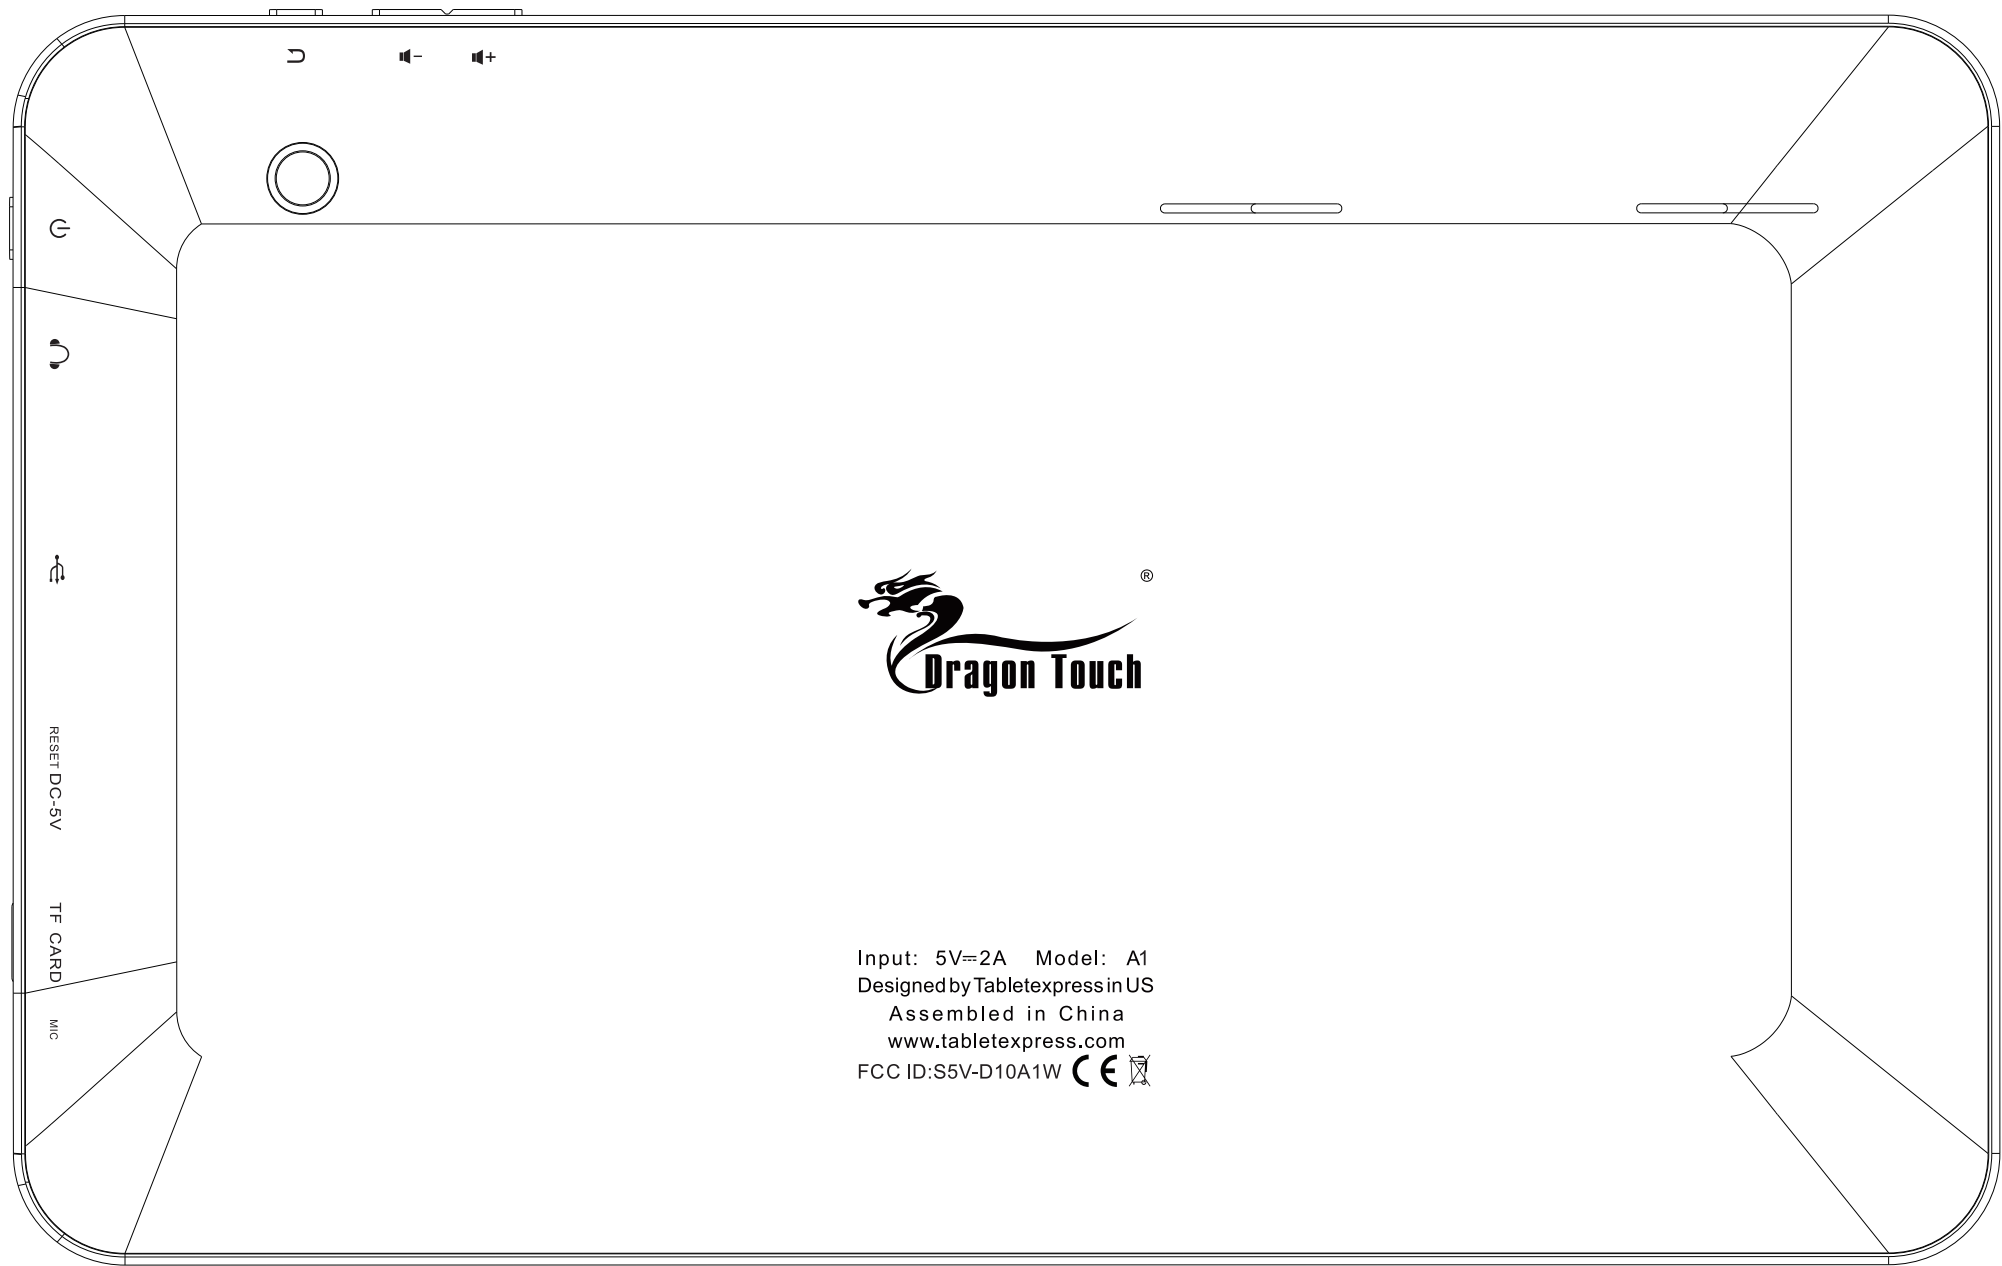 ®
Dragon Touch
RESET DC-5V
TF CARD
MIC
Input: 5V⎓2A Model: A1
Designed by Tabletexpress in US
Assembled in China
www.tabletexpress.com
FCC ID:S5V-D10A1W CE